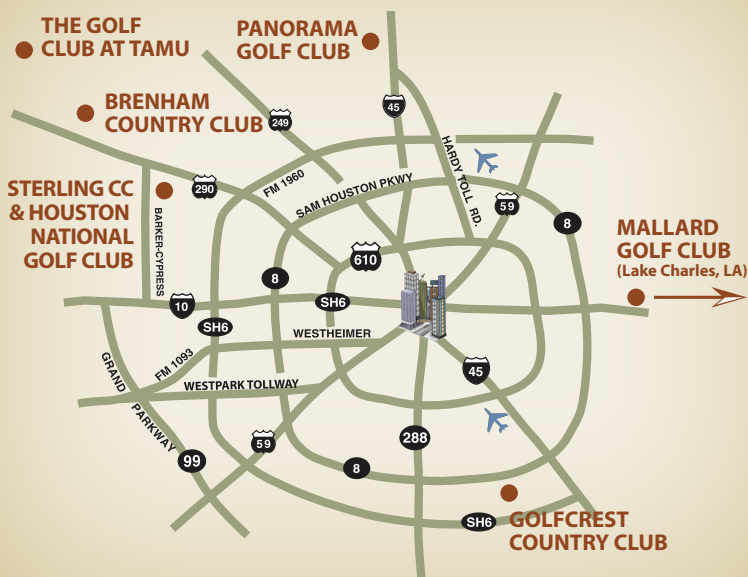 THE GOLF
CLUB AT TAMU
PANORAMA
GOLF CLUB
BRENHAM
COUNTRY CLUB
249
45
HARDY TOLL RD.
FM 1960
SAM HOUSTON PKWY
290
STERLING CC
& HOUSTON
NATIONAL
GOLF CLUB
BARKER-CYPRESS
59
8
MALLARD
GOLF CLUB
(Lake Charles, LA)
610
8
SH6
10
SH6
WESTHEIMER
FM 1093
GRAND PARKWAY
WESTPARK TOLLWAY
45
59
288
99
8
SH6
GOLFCREST
COUNTRY CLUB